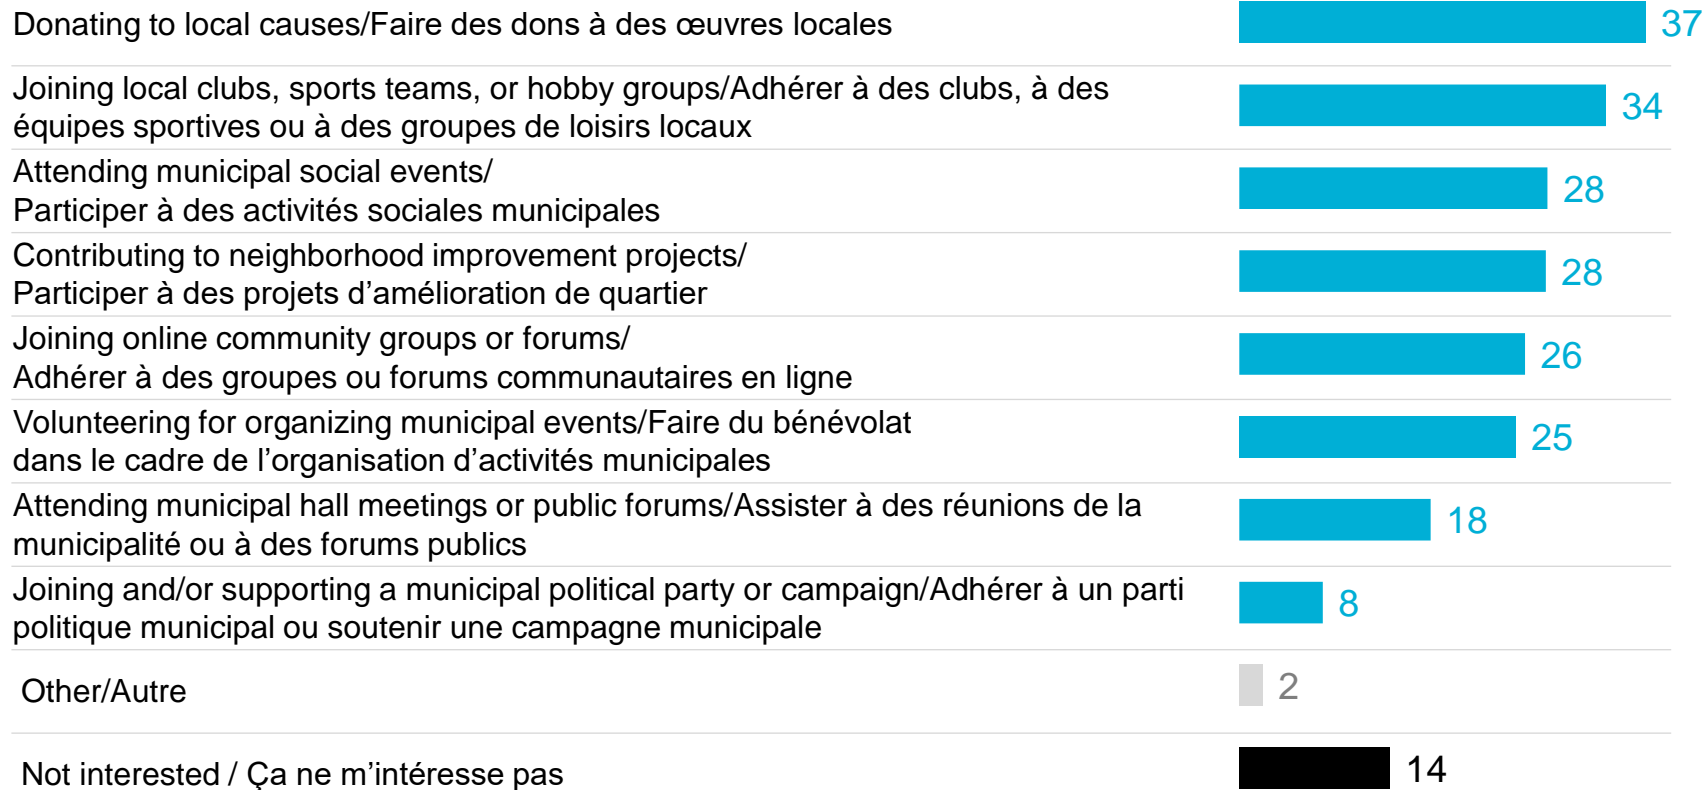 Donating to local causes/Faire des dons à des œuvres locales
37
Joining local clubs, sports teams, or hobby groups/Adhérer à des clubs, à des
équipes sportives ou à des groupes de loisirs locaux
34
Attending municipal social events/
Participer à des activités sociales municipales
28
Contributing to neighborhood improvement projects/
Participer à des projets d’amélioration de quartier
28
Joining online community groups or forums/
Adhérer à des groupes ou forums communautaires en ligne
26
Volunteering for organizing municipal events/Faire du bénévolat
dans le cadre de l’organisation d’activités municipales
25
Attending municipal hall meetings or public forums/Assister à des réunions de la
municipalité ou à des forums publics
18
Joining and/or supporting a municipal political party or campaign/Adhérer à un parti
politique municipal ou soutenir une campagne municipale
8
Other/Autre
2
Not interested / Ça ne m’intéresse pas
14